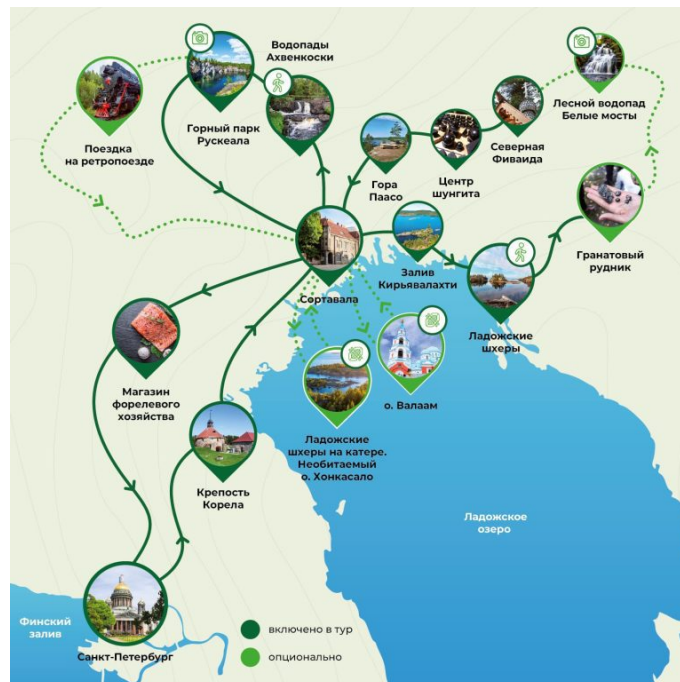 Водопады
Ахвенкоски
Поездка
на ретропоезде
Горный парк
Рускеала
Гора
Паасо
Центр
шунгита
Северная
Фиваида
Лесной водопад
Белые мосты
Гранатовый
рудник
Сортавала
Залив
Кирьявалахти
Ладожские
шхеры
Магазин
форелевого
хозяйства
Крепость
Корела
Ладожские
шхеры на катере.
Необитаемый
о. Хонкасало
о. Валаам
Ладожское
озеро
Финский
залив
Санкт-Петербург
включено в тур
опционально